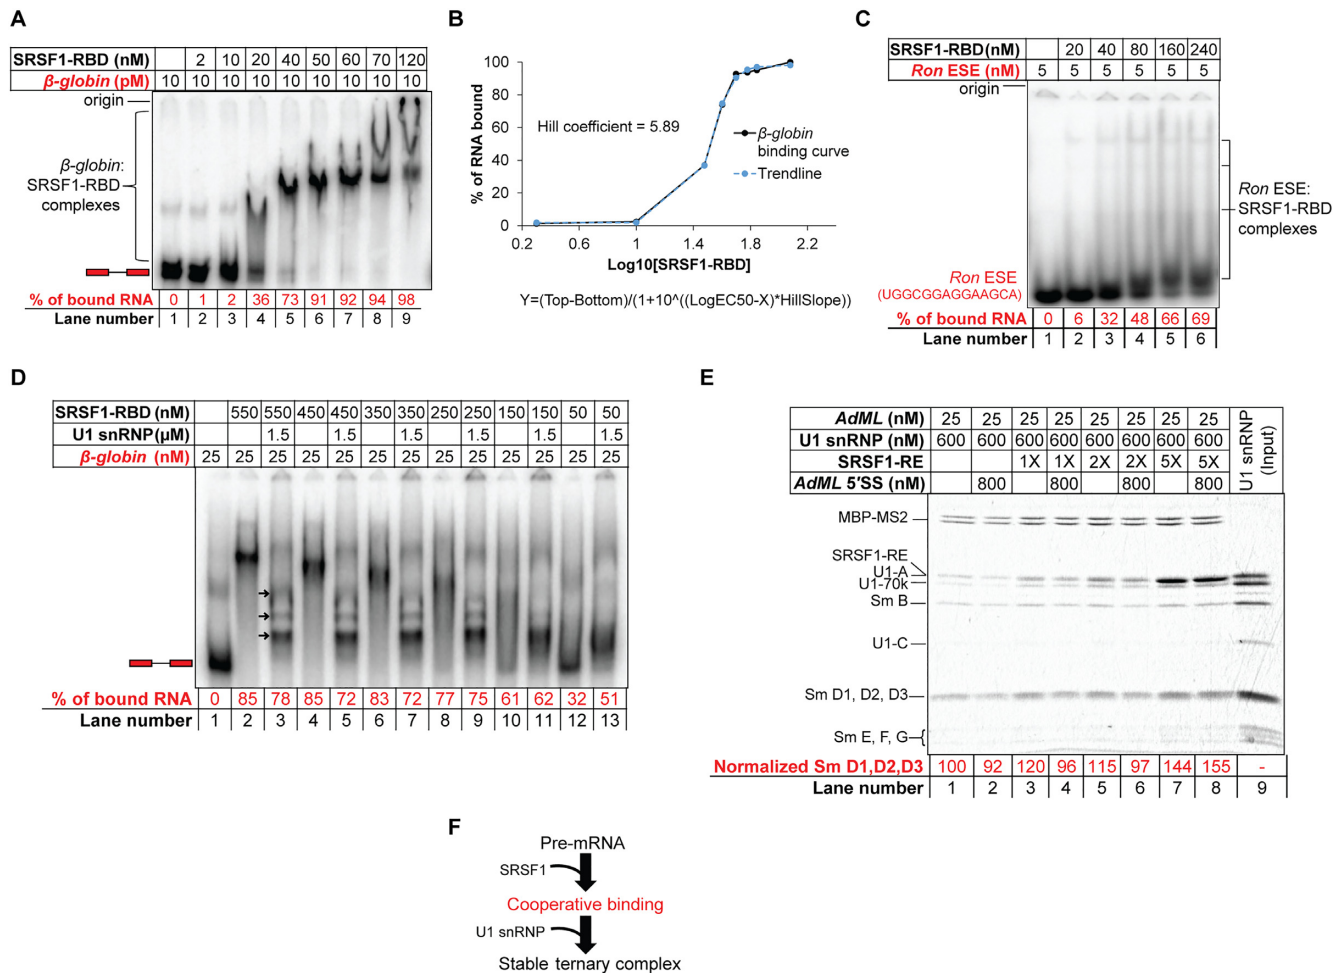 A
SRSF1-RBD (nM) 2 10 20 40 50 60 70 120
β-globin (pM) 10 10 10 10 10 10 10 10 10
origin
β-globin:
SRSF1-RBD
complexes
% of bound RNA 0 1 2 36 73 91 92 94 98
Lane number 1 2 3 4 5 6 7 8 9
B
% of RNA bound
100
80
60
40
20
0
Hill coefficient = 5.89
β-globin
binding curve
Trendline
0.2 0.6 1 1.4 1.8 2.2
Log10[SRSF1-RBD]
Y=(Top-Bottom)/(1+10^((LogEC50-X)*HillSlope))
C
SRSF1-RBD(nM) 20 40 80 160 240
Ron ESE (nM) 5 5 5 5 5 5
origin
Ron ESE:
SRSF1-RBD
complexes
Ron ESE
(UGGCGGAGGAAGCA)
% of bound RNA 0 6 32 48 66 69
Lane number 1 2 3 4 5 6
D
SRSF1-RBD (nM) 550 550 450 450 350 350 250 250 150 150 50 50
U1 snRNP(μM) 1.5 1.5 1.5 1.5 1.5 1.5
β-globin (nM) 25 25 25 25 25 25 25 25 25 25 25 25 25
% of bound RNA 0 85 78 85 72 83 72 77 75 61 62 32 51
Lane number 1 2 3 4 5 6 7 8 9 10 11 12 13
E
AdML (nM) 25 25 25 25 25 25 25 25
U1 snRNP (nM) 600 600 600 600 600 600 600 600
SRSF1-RE 1X 1X 2X 2X 5X 5X
AdML 5′SS (nM) 800 800 800 800
U1 snRNP
(Input)
MBP-MS2
SRSF1-RE
U1-A
U1-70k
Sm B
U1-C
Sm D1, D2, D3
Sm E, F, G
Normalized Sm D1,D2,D3 100 92 120 96 115 97 144 155 -
Lane number 1 2 3 4 5 6 7 8 9
F
Pre-mRNA
SRSF1
Cooperative binding
U1 snRNP
Stable ternary complex